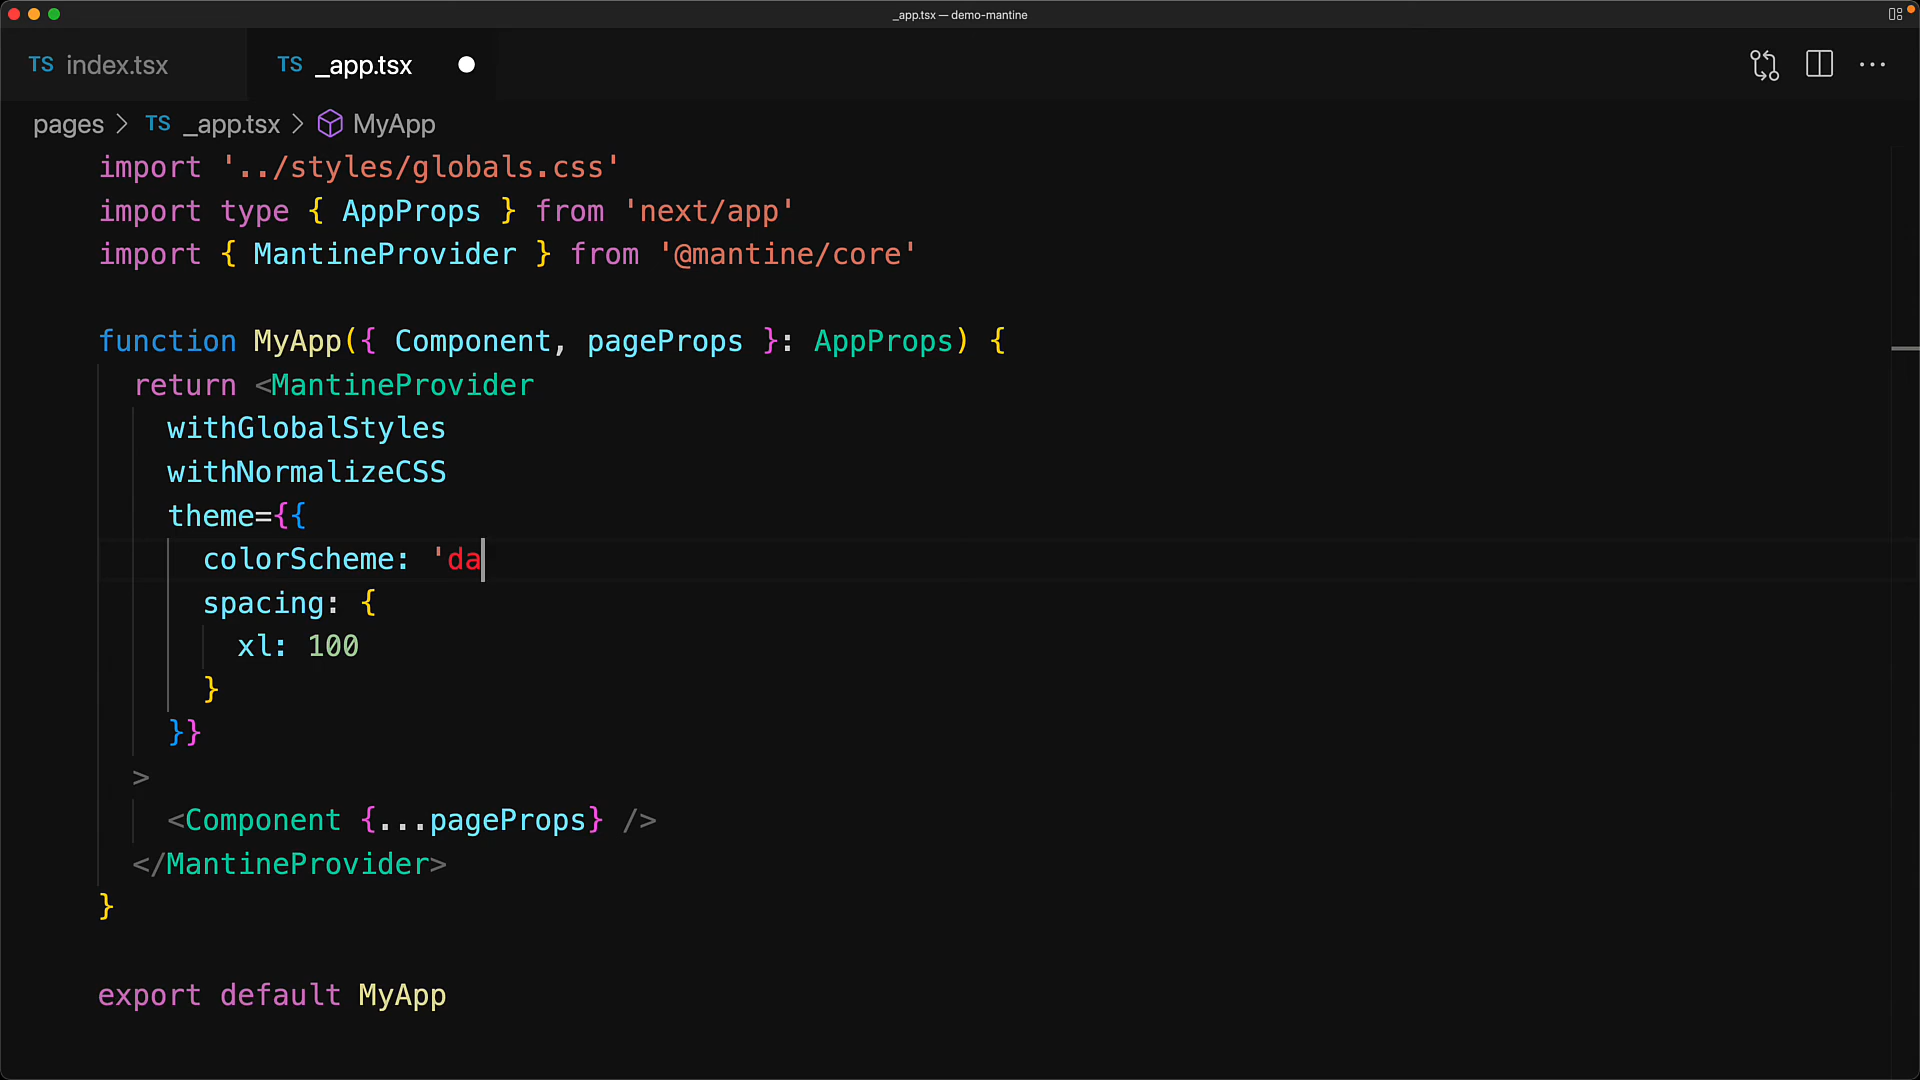 _app.tsx — demo-mantine
TS index.tsx
TS _app.tsx
pages > TS _app.tsx > MyApp
import '../styles/globals.css'
import type { AppProps } from 'next/app'
import { MantineProvider } from '@mantine/core'
function MyApp({ Component, pageProps }: AppProps) {
return <MantineProvider
withGlobalStyles
withNormalizeCSS
theme={{
colorScheme: 'da
spacing: {
xl: 100
}
}}
>
<Component {...pageProps} />
</MantineProvider>
}
export default MyApp